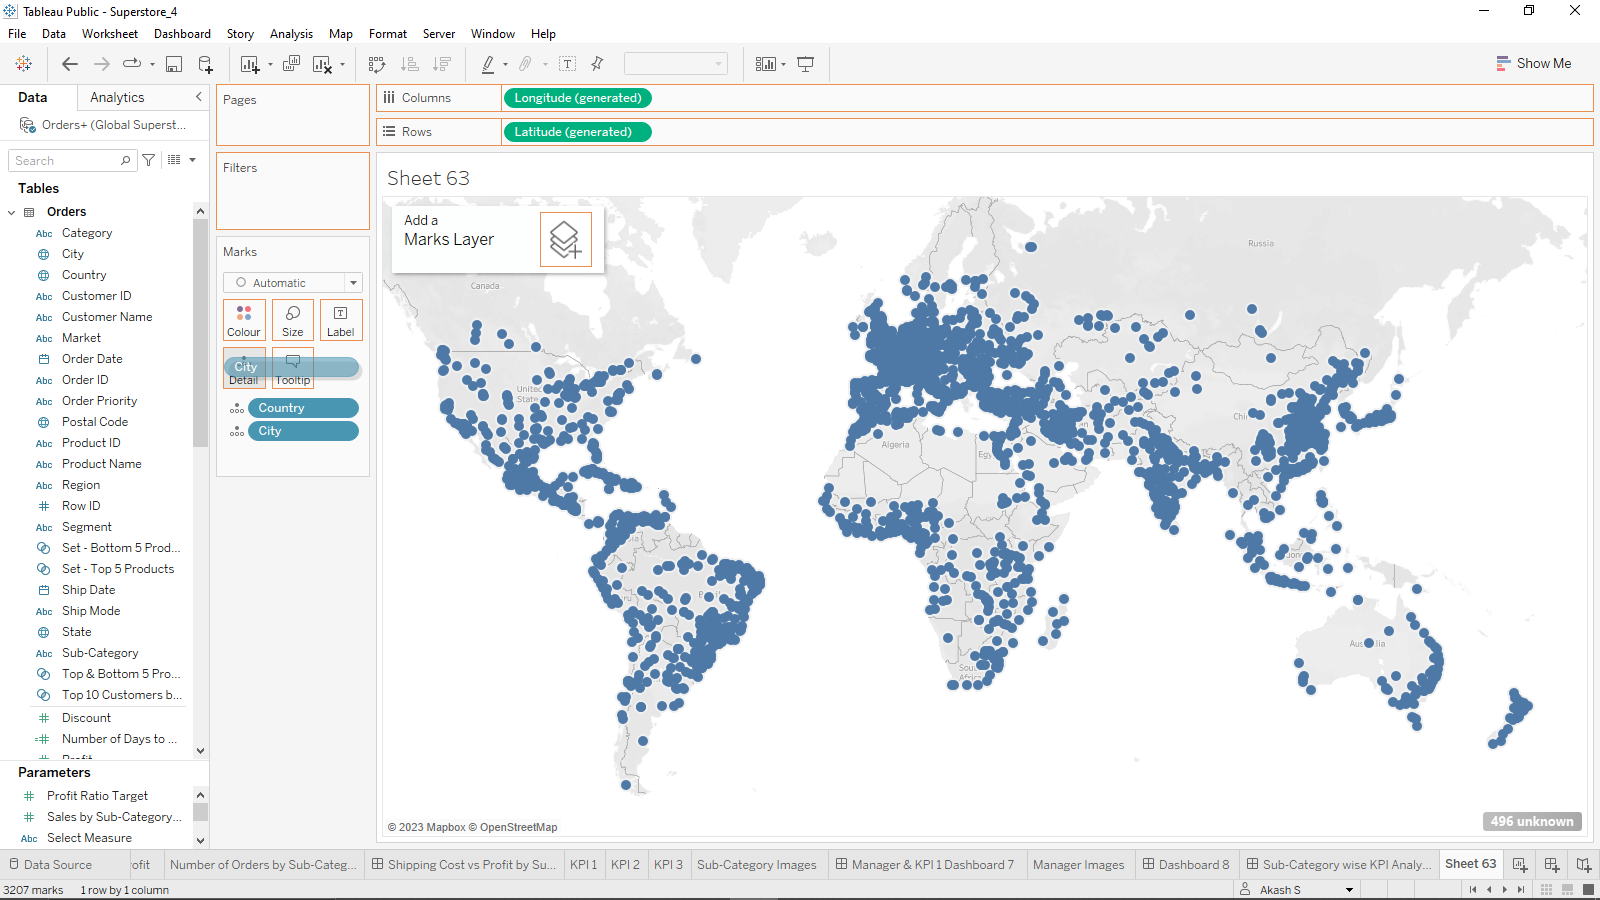 Tableau Public - Superstore_4
File Data Worksheet Dashboard Story Analysis Map Format Server Window Help
Show Me
Data Analytics
Orders+ (Global Superst...
Search
Tables
Orders
Abc Category
City
Country
Abc Customer ID
Abc Customer Name
Abc Market
Order Date
Abc Order ID
Abc Order Priority
Postal Code
Abc Product ID
Abc Product Name
Abc Region
# Row ID
Abc Segment
Set - Bottom 5 Prod...
Set - Top 5 Products
Ship Date
Abc Ship Mode
State
Abc Sub-Category
Top & Bottom 5 Pro...
Top 10 Customers b...
# Discount
=# Number of Days to ...
# Profit
Parameters
# Profit Ratio Target
# Sales by Sub-Category...
Abc Select Measure
Pages
Filters
Marks
Automatic
Colour Size Label
City
Detail Tooltip
Country
City
Columns Longitude (generated)
Rows Latitude (generated)
Sheet 63
Add a
Marks Layer
Canada
Russia
United
Algeria
© 2023 Mapbox © OpenStreetMap
496 unknown
Data Source ofit Number of Orders by Sub-Categ... Shipping Cost vs Profit by Su... KPI 1 KPI 2 KPI 3 Sub-Category Images Manager & KPI 1 Dashboard 7 Manager Images Dashboard 8 Sub-Category wise KPI Analy... Sheet 63
3207 marks 1 row by 1 column Akash S